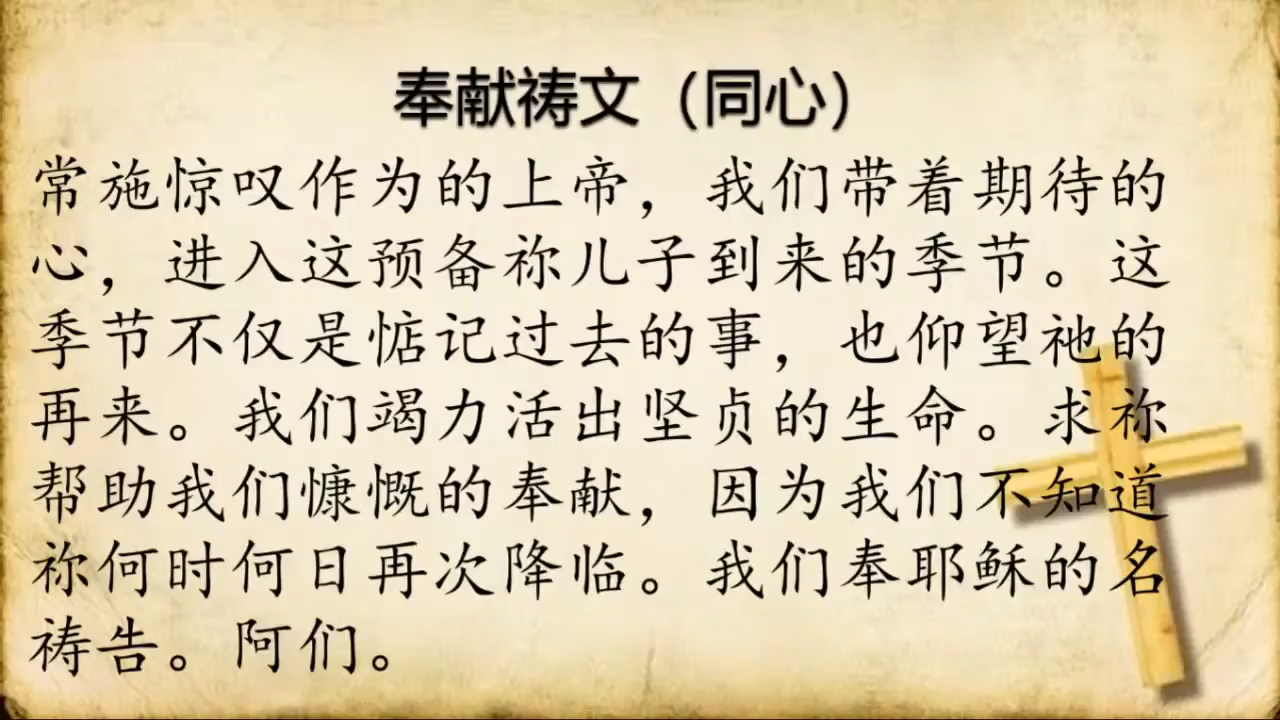 奉献祷文（同心）
常施惊叹作为的上帝，我们带着期待的
心，进入这预备祢儿子到来的季节。这
季节不仅是惦记过去的事，也仰望祂的
再来。我们竭力活出坚贞的生命。求祢
帮助我们慷慨的奉献，因为我们不知道
祢何时何日再次降临。我们奉耶稣的名
祷告。阿们。